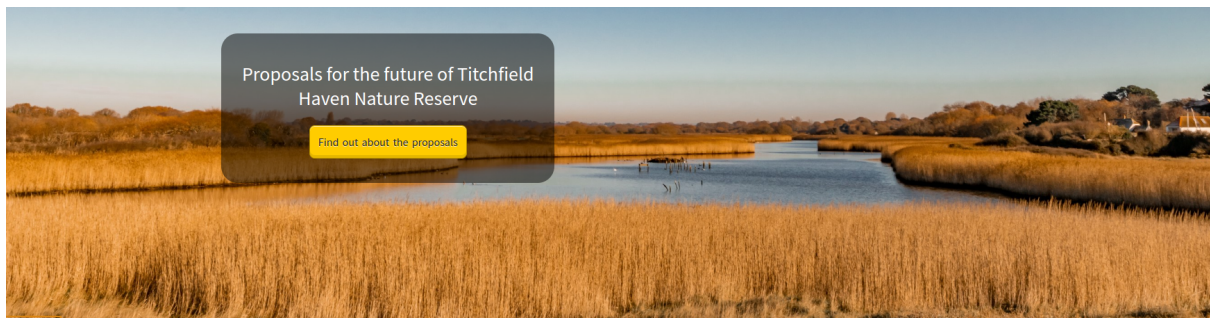 Proposals for the future of Titchfield
Haven Nature Reserve
Find out about the proposals